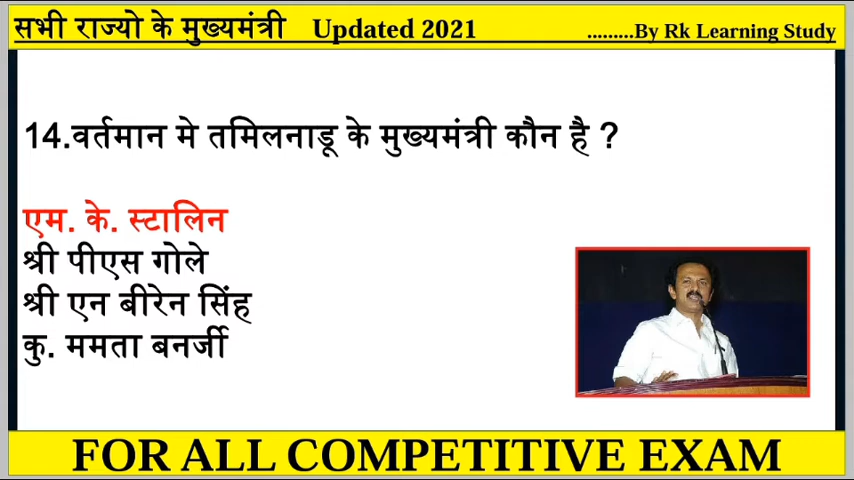 सभी राज्यो के मुख्यमंत्री Updated 2021 .........By Rk Learning Study
14.वर्तमान मे तमिलनाडू के मुख्यमंत्री कौन है ?
एम. के. स्टालिन
श्री पीएस गोले
श्री एन बीरेन सिंह
कु. ममता बनर्जी
FOR ALL COMPETITIVE EXAM